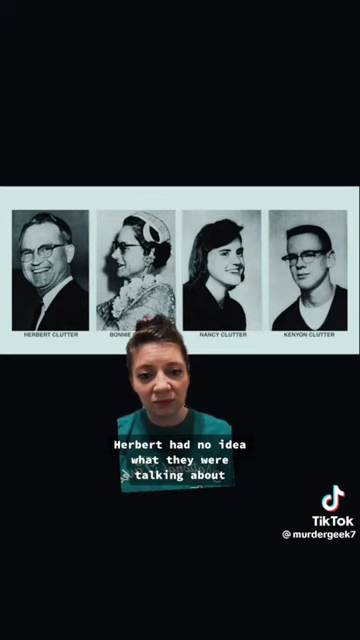 HERBERT CLUTTER
BONNIE
NANCY CLUTTER
KENYON CLUTTER
Herbert had no idea
what they were
talking about
TikTok
@murdergeek7